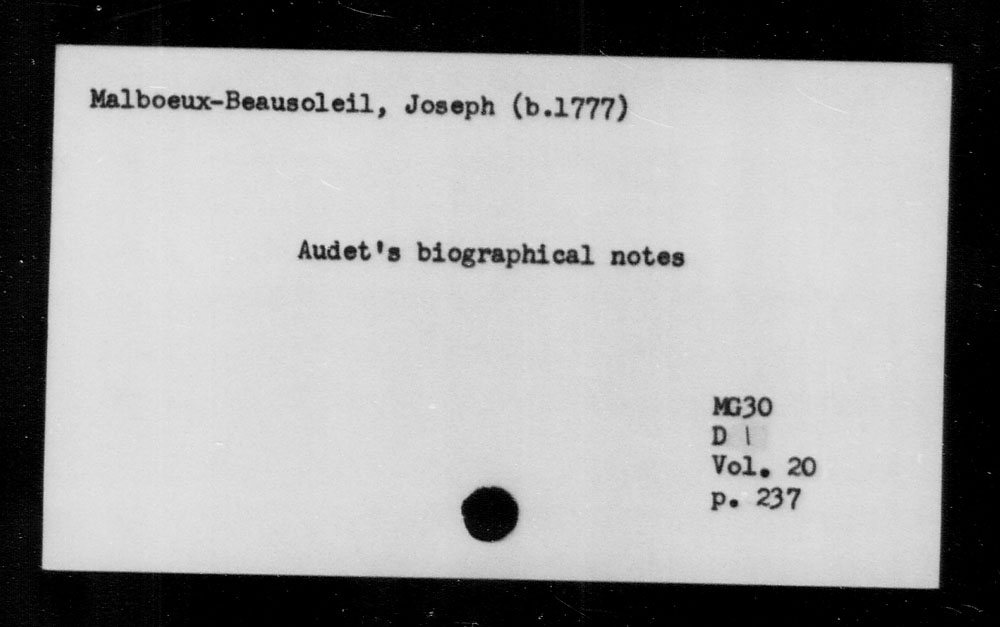 Malboeux-Beausoleil, Joseph (b.1777)
Audet's biographical notes
MG30
D 1
Vol. 20
p. 237